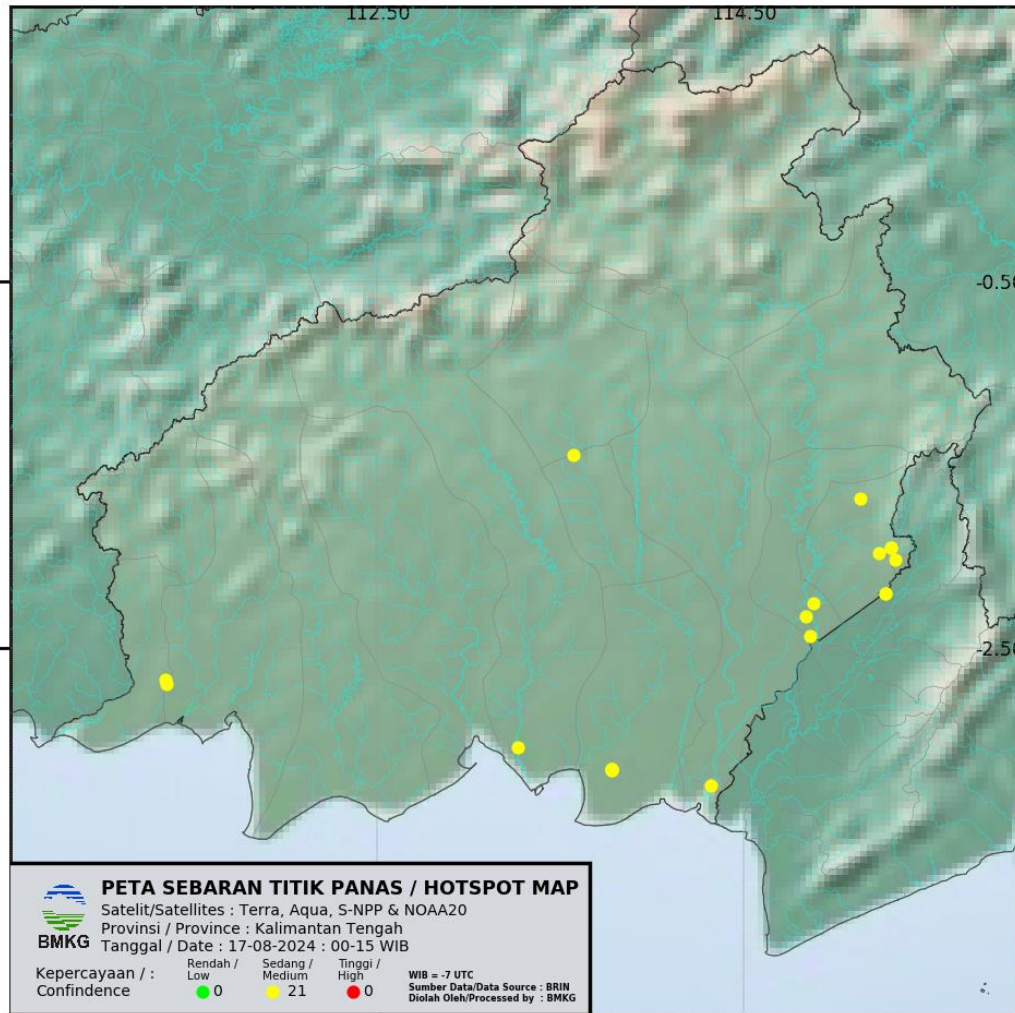 112.50 114.50
-0.50
-2.50
PETA SEBARAN TITIK PANAS / HOTSPOT MAP
Satelit/Satellites : Terra, Aqua, S-NPP & NOAA20
Provinsi / Province : Kalimantan Tengah
Tanggal / Date : 17-08-2024 : 00-15 WIB
BMKG
Kepercayaan / :
Confindence
Rendah /
Low
0
Sedang /
Medium
21
Tinggi /
High
0
WIB = -7 UTC
Sumber Data/Data Source : BRIN
Diolah Oleh/Processed by : BMKG